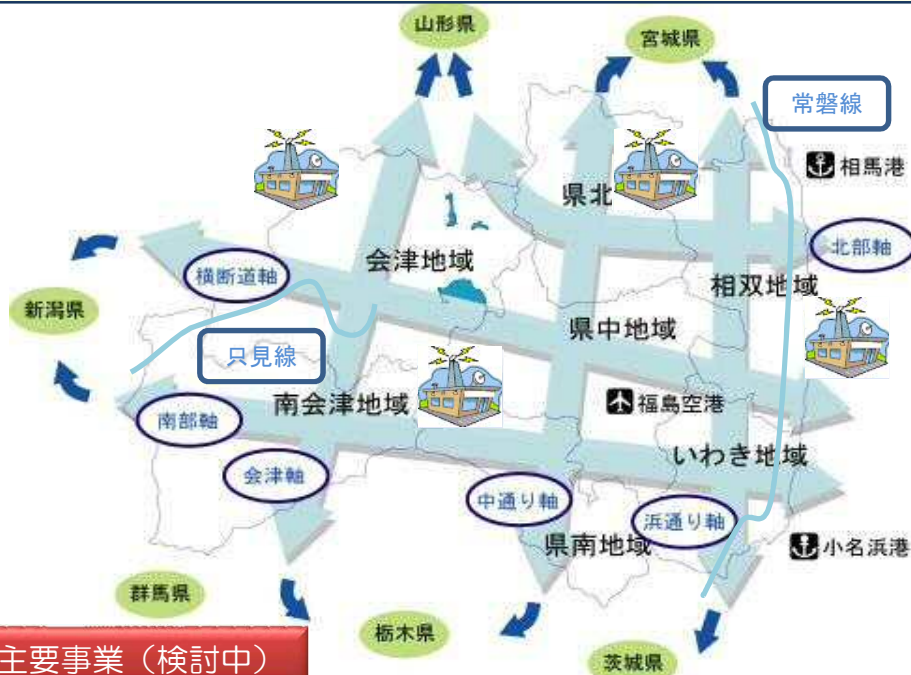 山形県
宮城県
常磐線
相馬港
県北
北部軸
会津地域
横断道軸
相双地域
新潟県
県中地域
只見線
南会津地域
福島空港
南部軸
いわき地域
会津軸
中通り軸
浜通り軸
県南地域
小名浜港
群馬県
栃木県
主要事業（検討中）
茨城県